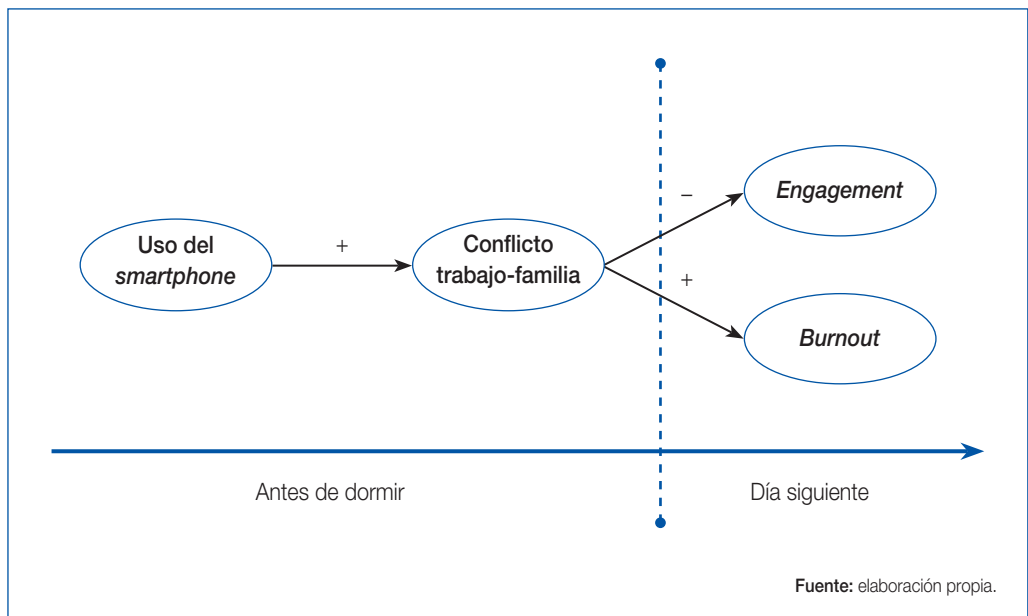 Uso del
smartphone
+
Conflicto
trabajo-familia
–
Engagement
+
Burnout
Antes de dormir
Día siguiente
Fuente: elaboración propia.